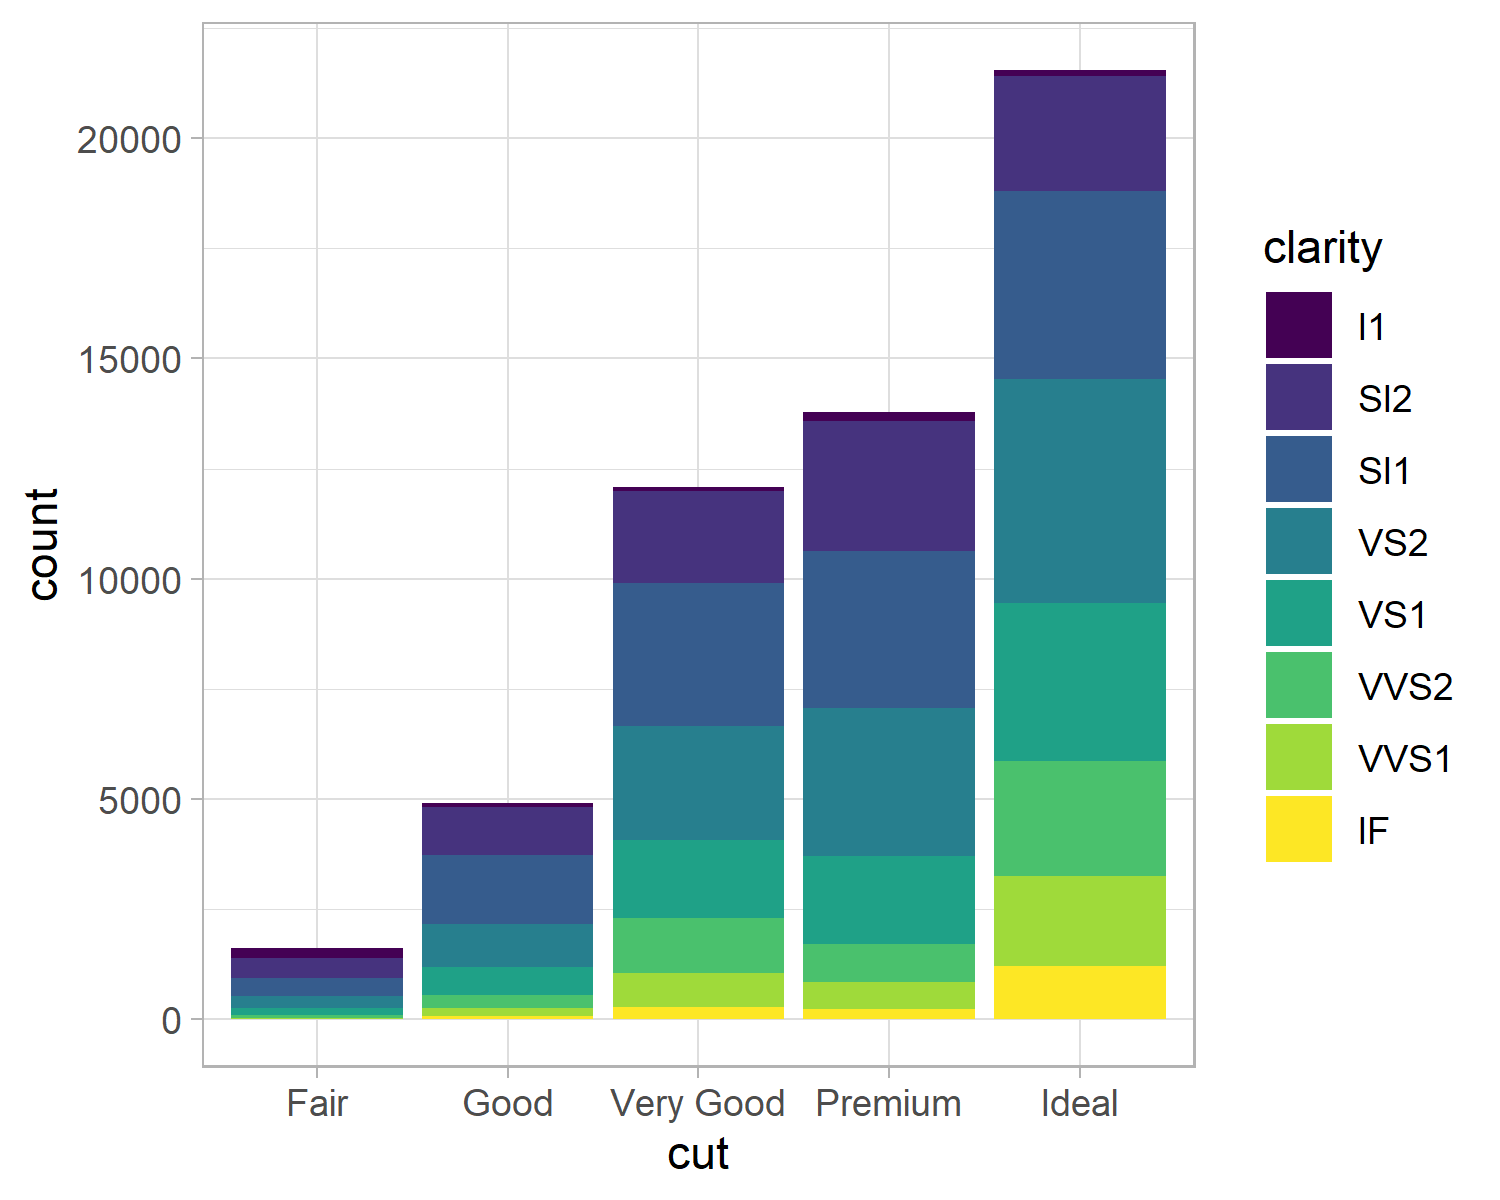 count
20000
15000
10000
5000
0
Fair Good Very Good Premium Ideal
cut
clarity
I1
SI2
SI1
VS2
VS1
VVS2
VVS1
IF